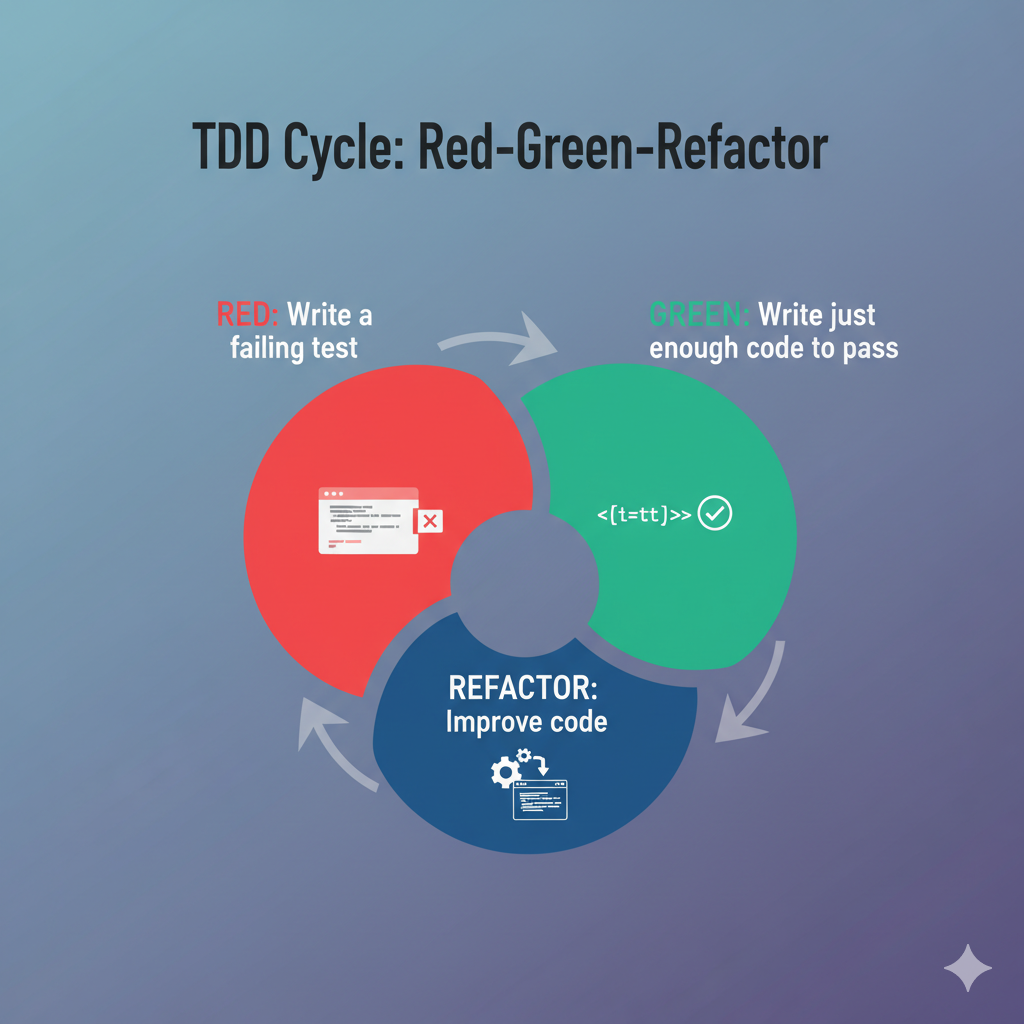 TDD Cycle: Red-Green-Refactor
RED: Write a
failing test
GREEN: Write just
enough code to pass
<{t=tt]>>
REFACTOR:
Improve code